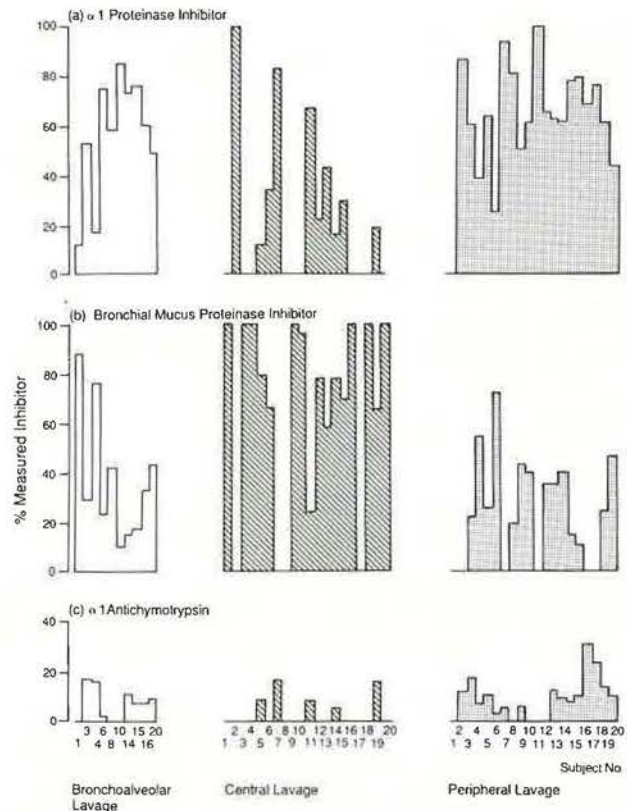 (a) α 1 Proteinase Inhibitor
100
80
60
40
20
0
(b) Bronchial Mucus Proteinase Inhibitor
100
80
60
40
20
0
% Measured Inhibitor
(c) α 1Antichymotrypsin
40
20
0
3 6 10 15 20
1 4 8 14 16
2 4 6 8 10 12 14 16 18 20
1 3 5 7 9 11 13 15 17 19
2 4 6 8 10 12 14 16 18 20
1 3 5 7 9 11 13 15 17 19
Subject No
Bronchoalveolar
Lavage
Central Lavage
Peripheral Lavage